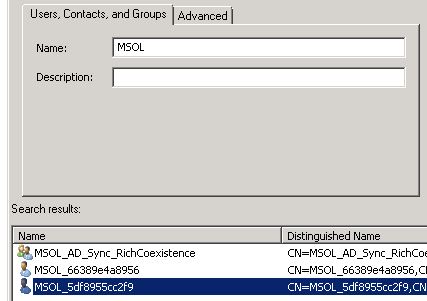 Users, Contacts, and Groups Advanced
Name: MSOL
Description:
Search results:
Name Distinguished Name
MSOL_AD_Sync_RichCoexistence CN=MSOL_AD_Sync_RichCoe
MSOL_66389e4a8956 CN=MSOL_66389e4a8956,C
MSOL_5df8955cc2f9 CN=MSOL_5df8955cc2f9,CN